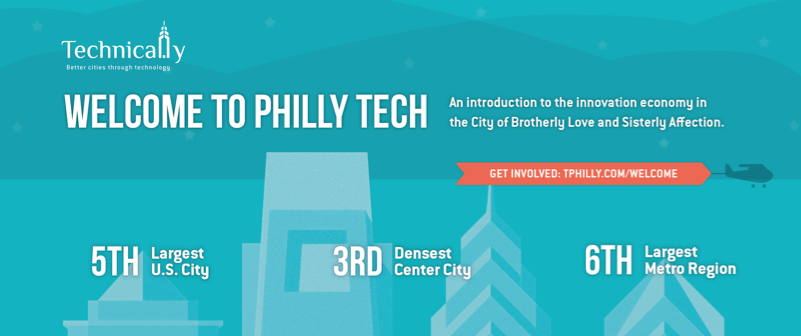 Technically
Better cities through technology
WELCOME TO PHILLY TECH
An introduction to the innovation economy in
the City of Brotherly Love and Sisterly Affection.
GET INVOLVED: TPHILLY.COM/WELCOME
5TH Largest
U.S. City
3RD Densest
Center City
6TH Largest
Metro Region